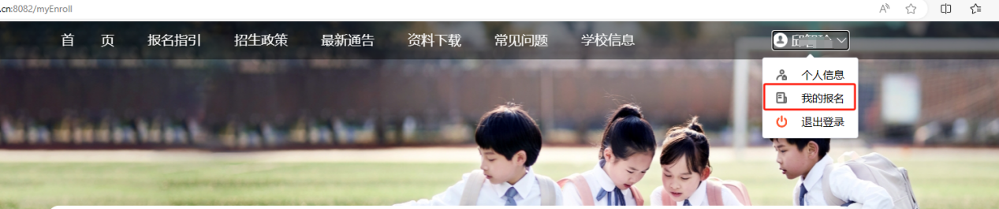 .cn:8082/myEnroll
首 页 报名指引 招生政策 最新通告 资料下载 常见问题 学校信息
个人信息
我的报名
退出登录